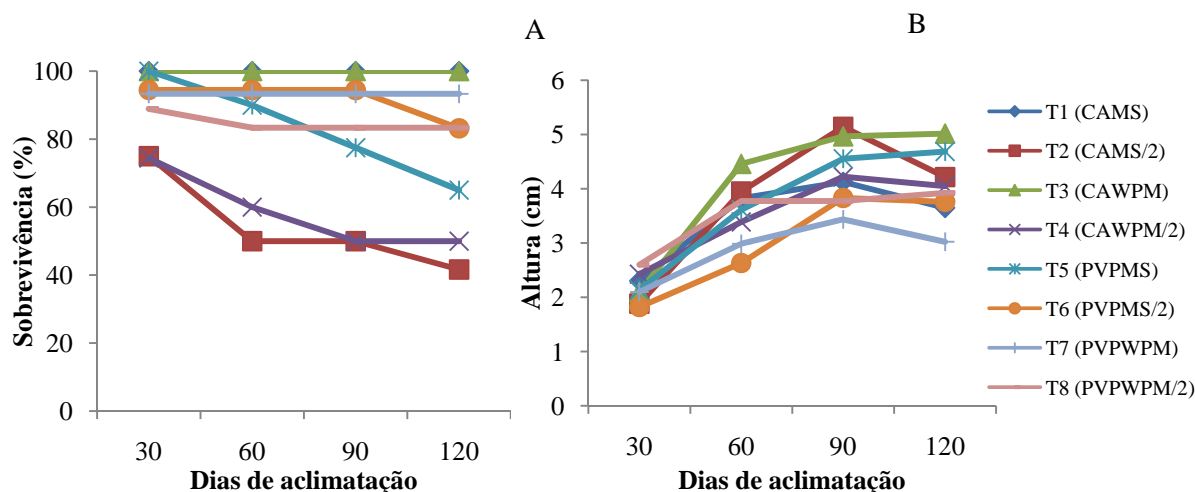 A
B
Sobrevivência (%)
100
80
60
40
20
0
30 60 90 120
Dias de aclimatação
Altura (cm)
6
5
4
3
2
1
0
30 60 90 120
Dias de aclimatação
T1 (CAMS)
T2 (CAMS/2)
T3 (CAWPM)
T4 (CAWPM/2)
T5 (PVPMS)
T6 (PVPMS/2)
T7 (PVPWPM)
T8 (PVPWPM/2)